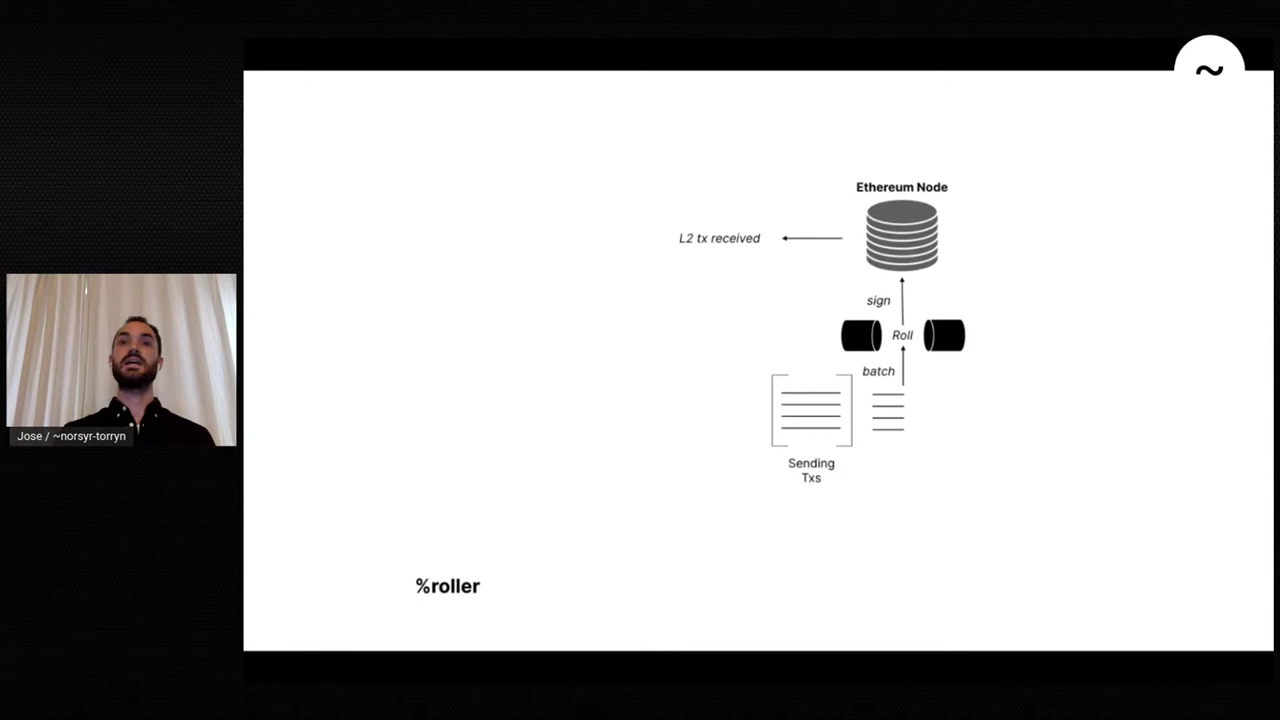 ~
Ethereum Node
L2 tx received
sign
Roll
batch
Sending
Txs
Jose / ~norsyr-torryn
%roller